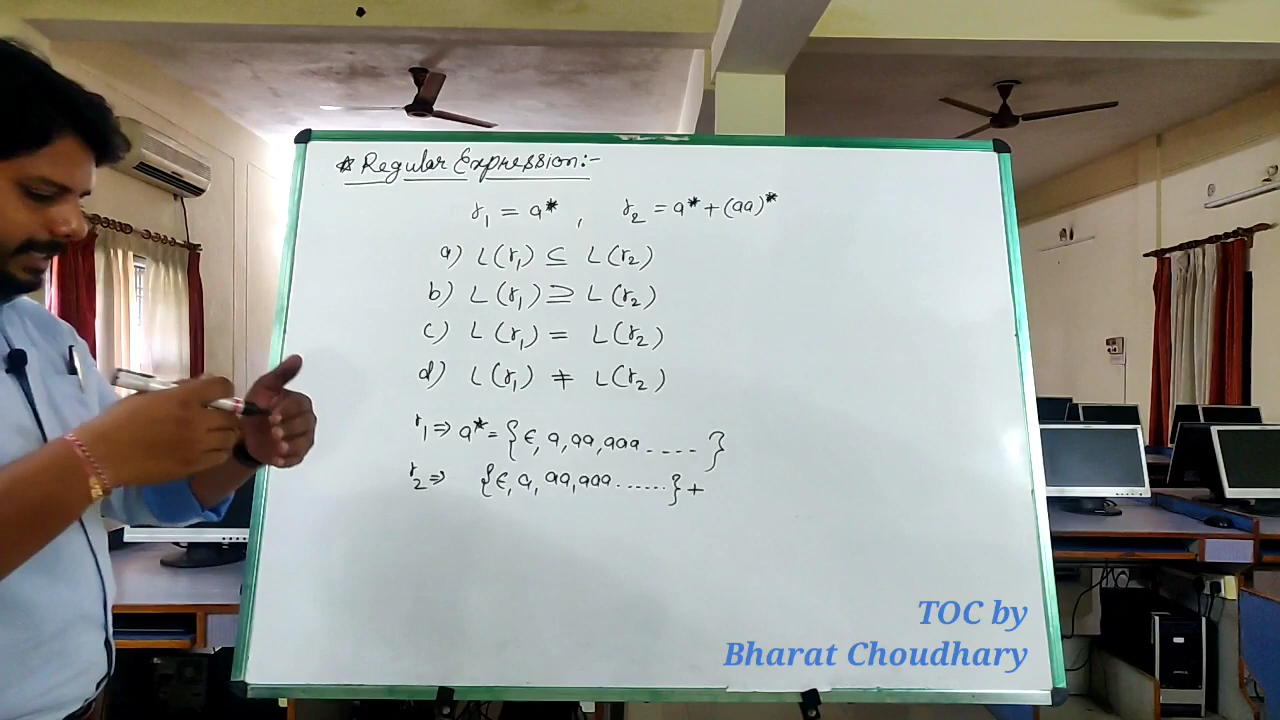 * Regular Expression:-
r₁ = a* , r₂ = a* + (aa)*
a) L(r₁) ⊆ L(r₂)
b) L(r₁) ⊇ L(r₂)
c) L(r₁) = L(r₂)
d) L(r₁) ≠ L(r₂)
r₁ ⇒ a* = {ϵ, a, aa, aaa ....}
r₂ ⇒ {ϵ, a, aa, aaa ......} +
TOC by
Bharat Choudhary